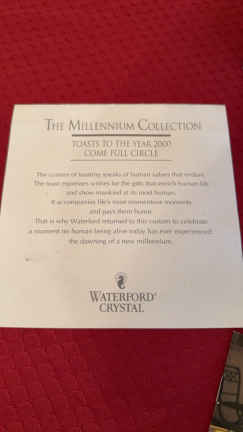 THE MILLENNIUM COLLECTION
TOASTS TO THE YEAR 2000
COME FULL CIRCLE
The custom of toasting speaks of human values that endure.
The toast expresses wishes for the gifts that enrich human life
and show mankind at its most human.
It accompanies life's most momentous moments
and pays them honor.
That is why Waterford returned to this custom to celebrate
a moment no human being alive today has ever experienced:
the dawning of a new millennium.
WATERFORD®
CRYSTAL